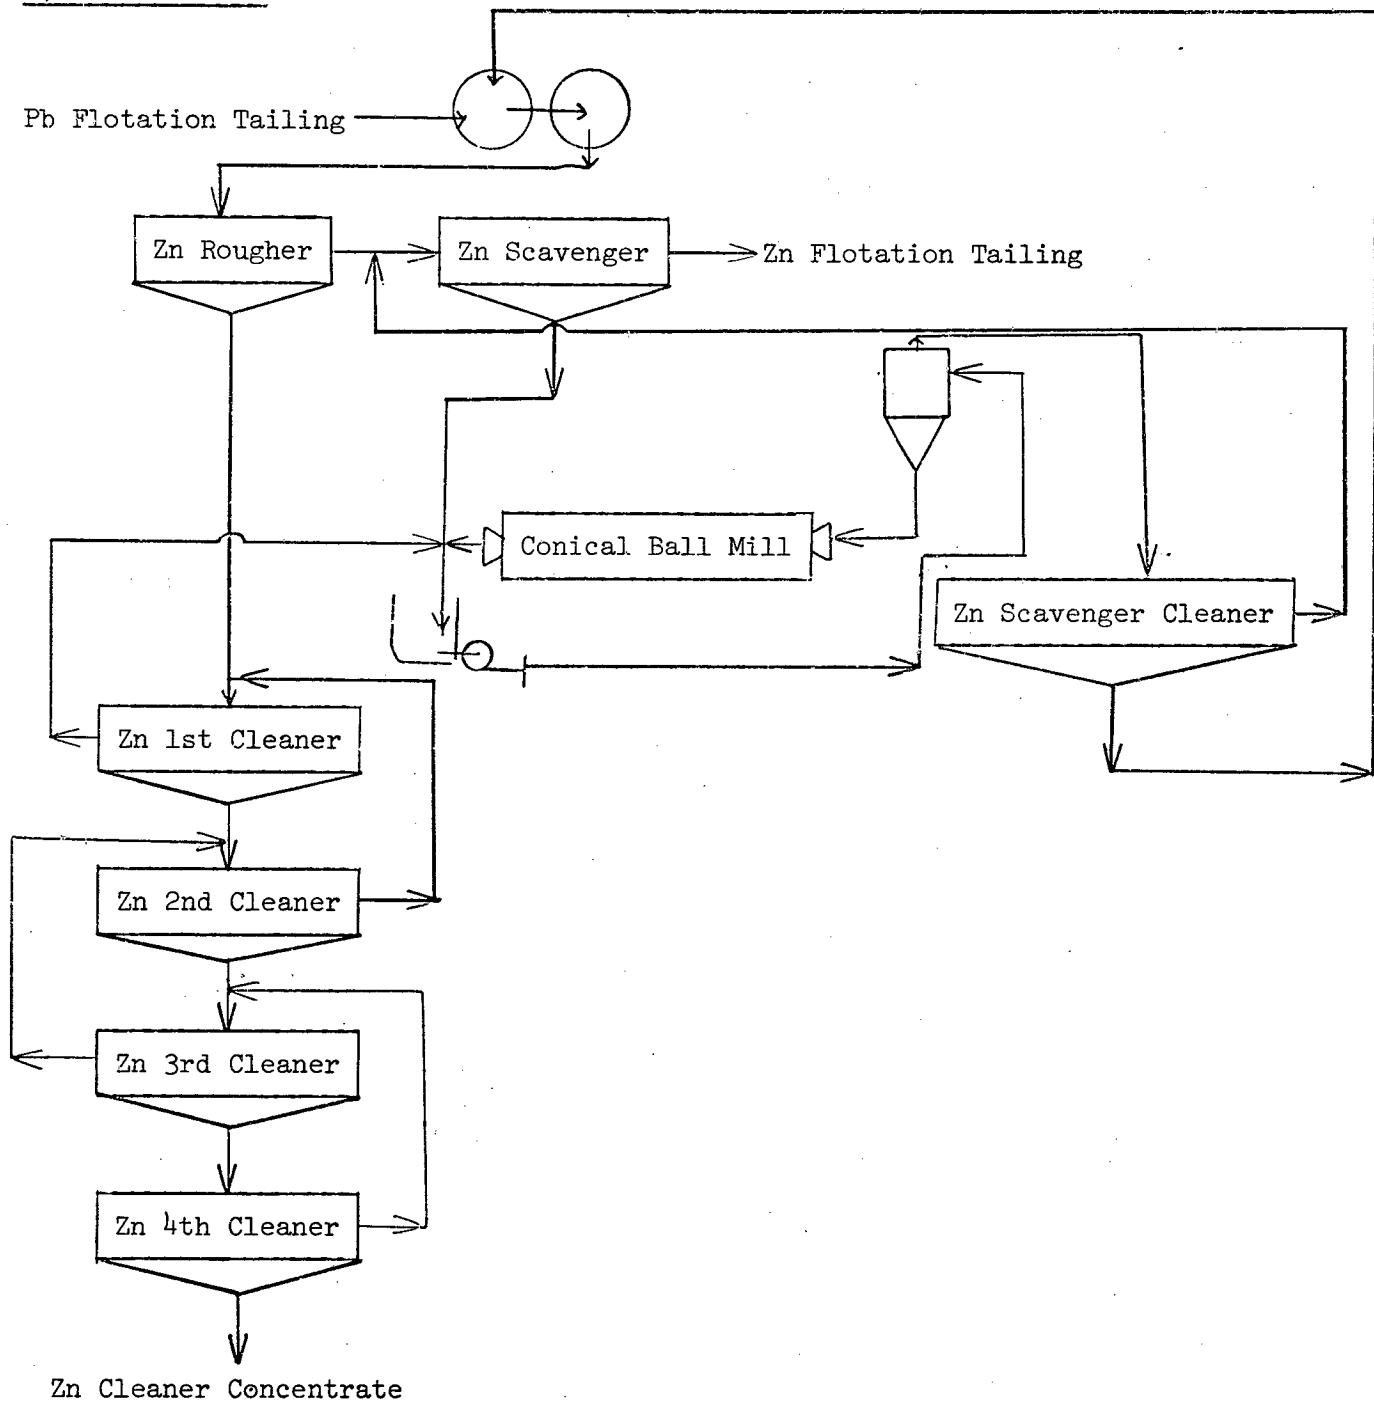 Pb Flotation Tailing
Zn Rougher
Zn Scavenger
Zn Flotation Tailing
Conical Ball Mill
Zn Scavenger Cleaner
Zn 1st Cleaner
Zn 2nd Cleaner
Zn 3rd Cleaner
Zn 4th Cleaner
Zn Cleaner Concentrate